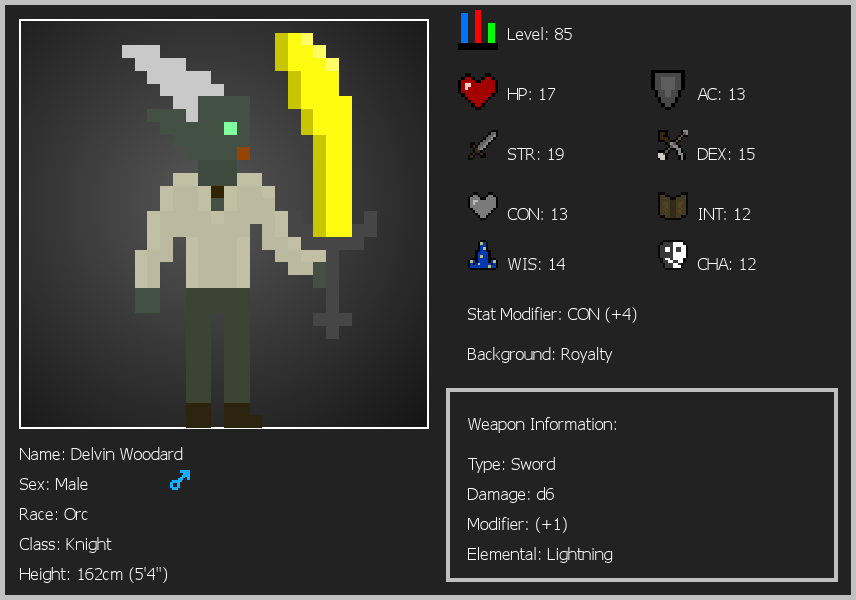 Level: 85
HP: 17
AC: 13
STR: 19
DEX: 15
CON: 13
INT: 12
WIS: 14
CHA: 12
Stat Modifier: CON (+4)
Background: Royalty
Weapon Information:
Type: Sword
Damage: d6
Modifier: (+1)
Elemental: Lightning
Name: Delvin Woodard
Sex: Male
Race: Orc
Class: Knight
Height: 162cm (5'4")